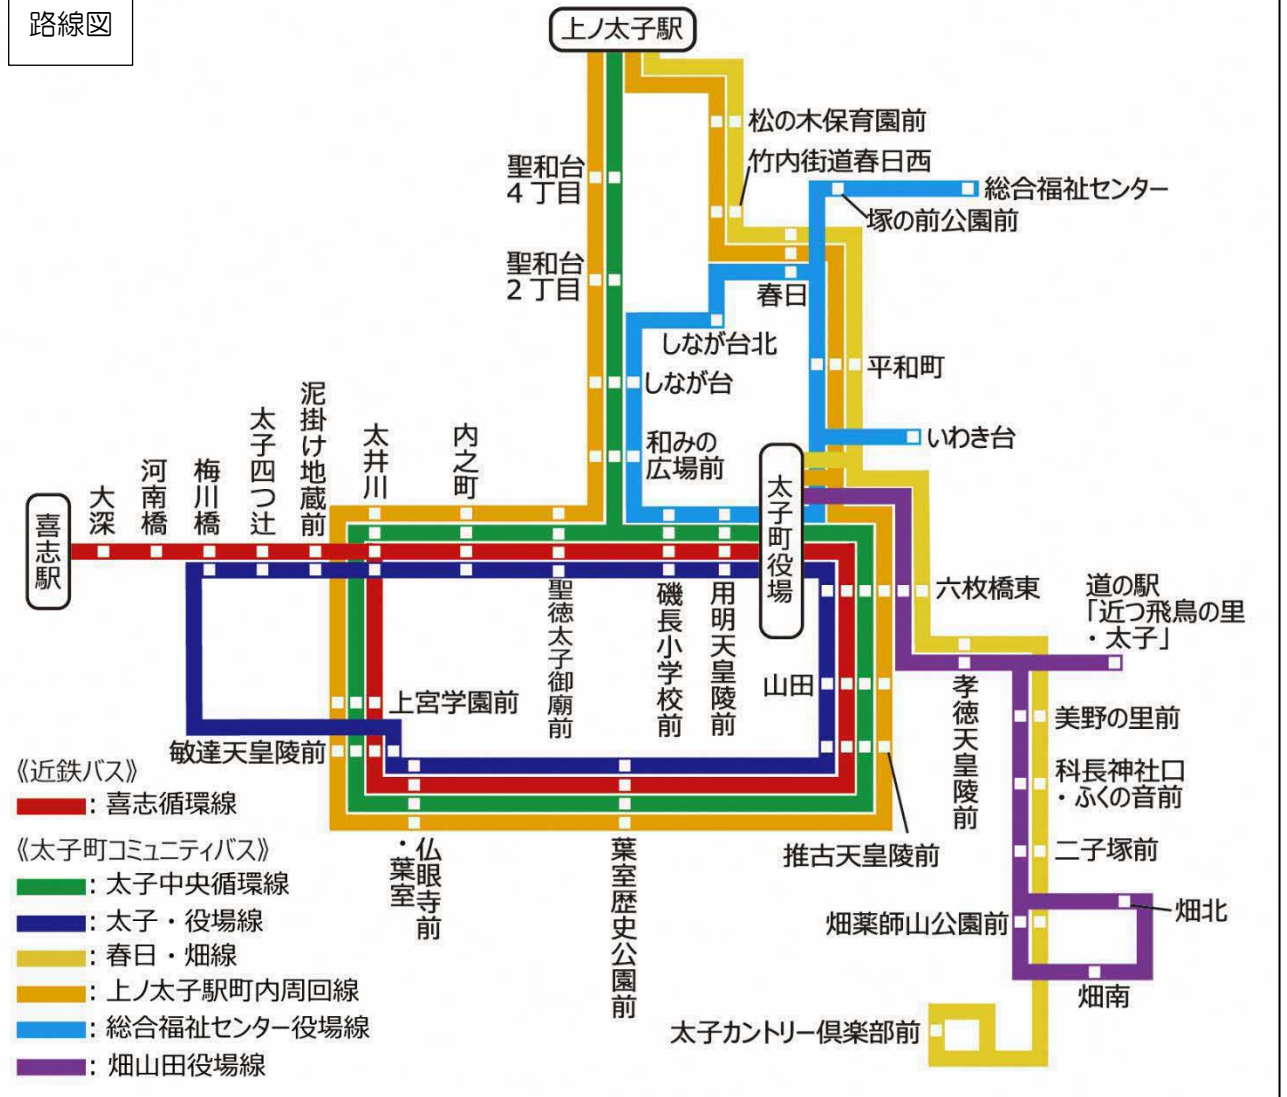 路線図
上ノ太子駅
松の木保育園前
竹内街道春日西
聖和台
4丁目
総合福祉センター
塚の前公園前
聖和台
2丁目
春日
しなが台北
平和町
しなが台
いわき台
和みの
広場前
喜志駅
大深
河南橋
梅川橋
太子四つ辻
泥掛け地蔵前
太井川
内之町
太子町役場
聖徳太子御廟前
磯長小学校前
用明天皇陵前
六枚橋東
道の駅
「近つ飛鳥の里
・太子」
山田
孝徳天皇陵前
上宮学園前
敏達天皇陵前
美野の里前
科長神社口
・ふくの音前
推古天皇陵前
二子塚前
仏眼寺前
・葉室
葉室歴史公園前
畑薬師山公園前
畑北
畑南
太子カントリー倶楽部前
《近鉄バス》
：喜志循環線
《太子町コミュニティバス》
：太子中央循環線
：太子・役場線
：春日・畑線
：上ノ太子駅町内周回線
：総合福祉センター役場線
：畑山田役場線